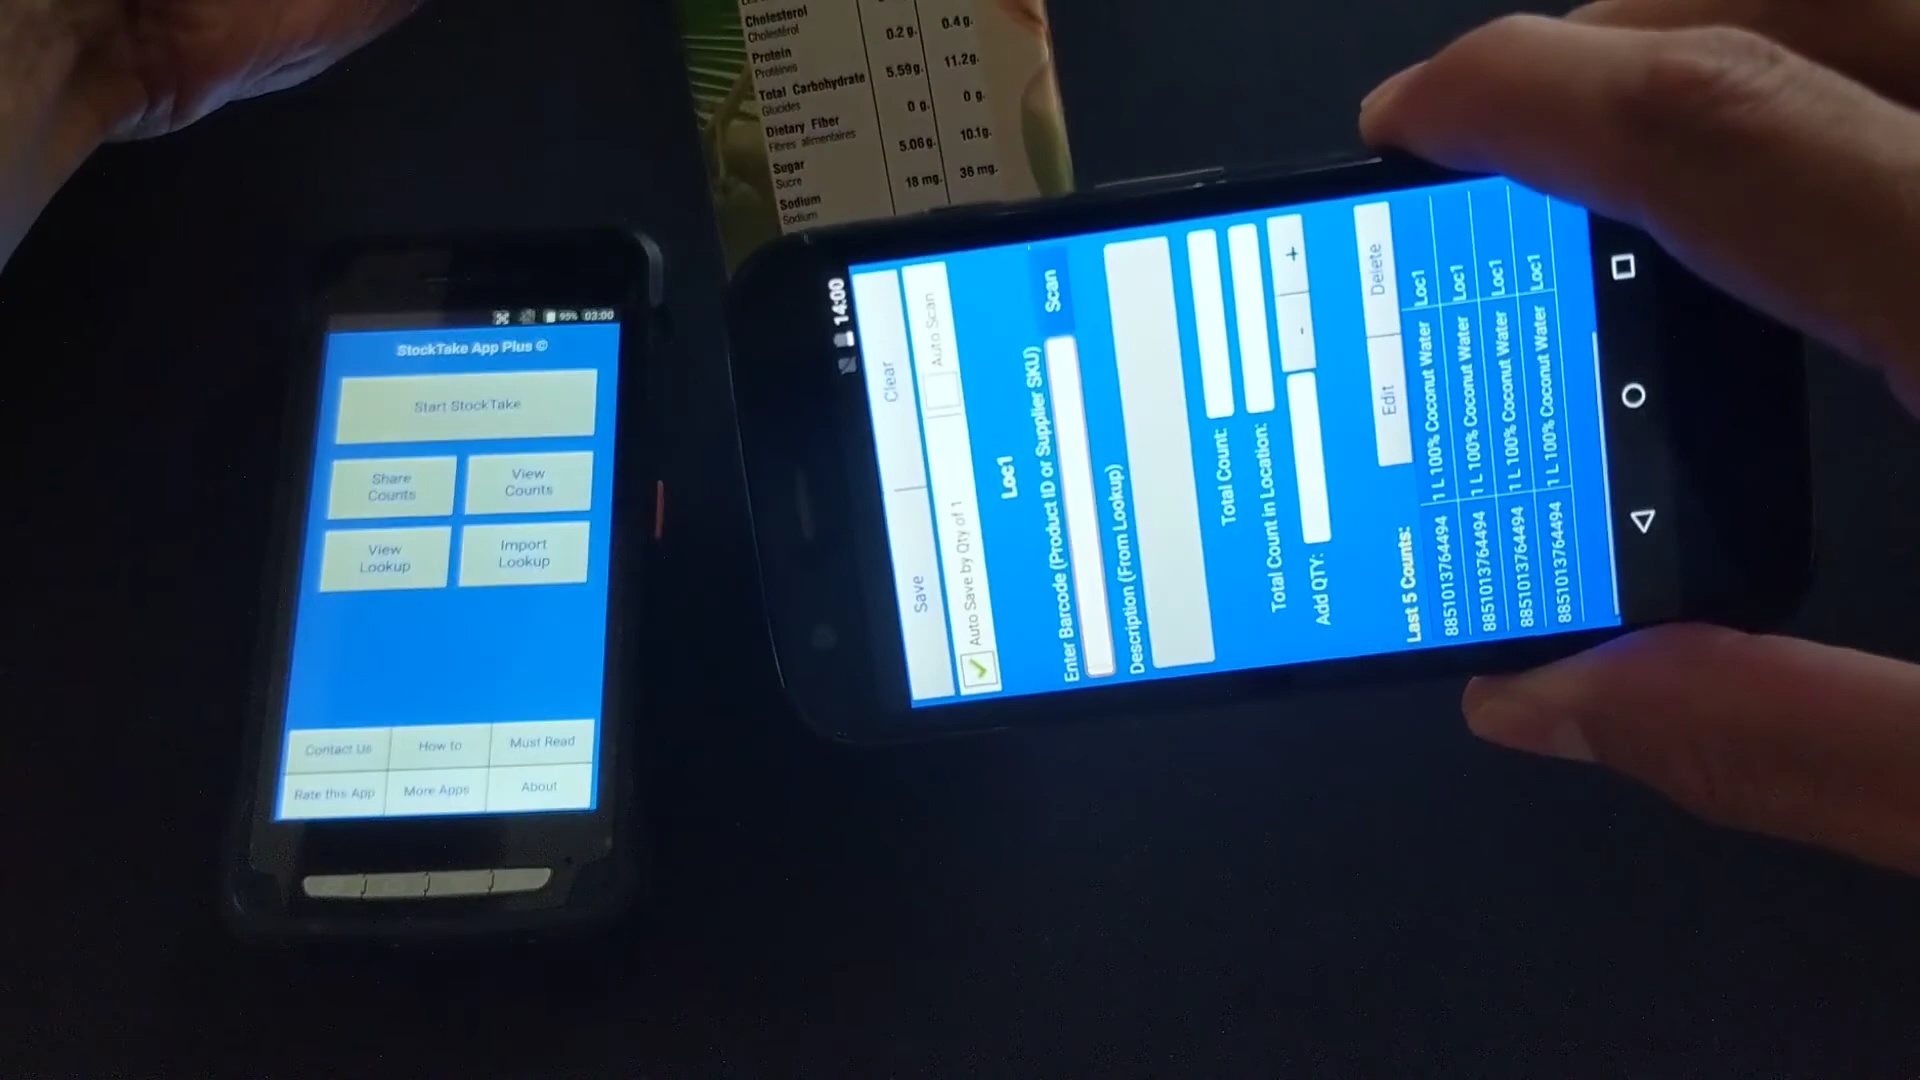 Cholesterol
Cholestérol
Protein 0.2 g. 0.4 g.
Protéines
Total Carbohydrate 5.59g. 11.2g.
Glucides
Dietary Fiber 0 g. 0 g.
Fibres alimentaires
Sugar 5.06g. 10.1g.
Sucre
Sodium 18 mg. 36 mg.
Sodium
95% 03:00
StockTake App Plus ©
Start StockTake
Share Counts
View Counts
View Lookup
Import Lookup
Contact Us
How to
Must Read
Rate this App
More Apps
About
14:00
Save
Clear
Auto Save by Qty of 1
Auto Scan
Loc1
Enter Barcode (Product ID or Supplier SKU)
Scan
Description (From Lookup)
Total Count:
Total Count in Location:
Add QTY:
- +
Edit
Delete
Last 5 Counts:
8851013764494 1 L 100% Coconut Water Loc1
8851013764494 1 L 100% Coconut Water Loc1
8851013764494 1 L 100% Coconut Water Loc1
8851013764494 1 L 100% Coconut Water Loc1